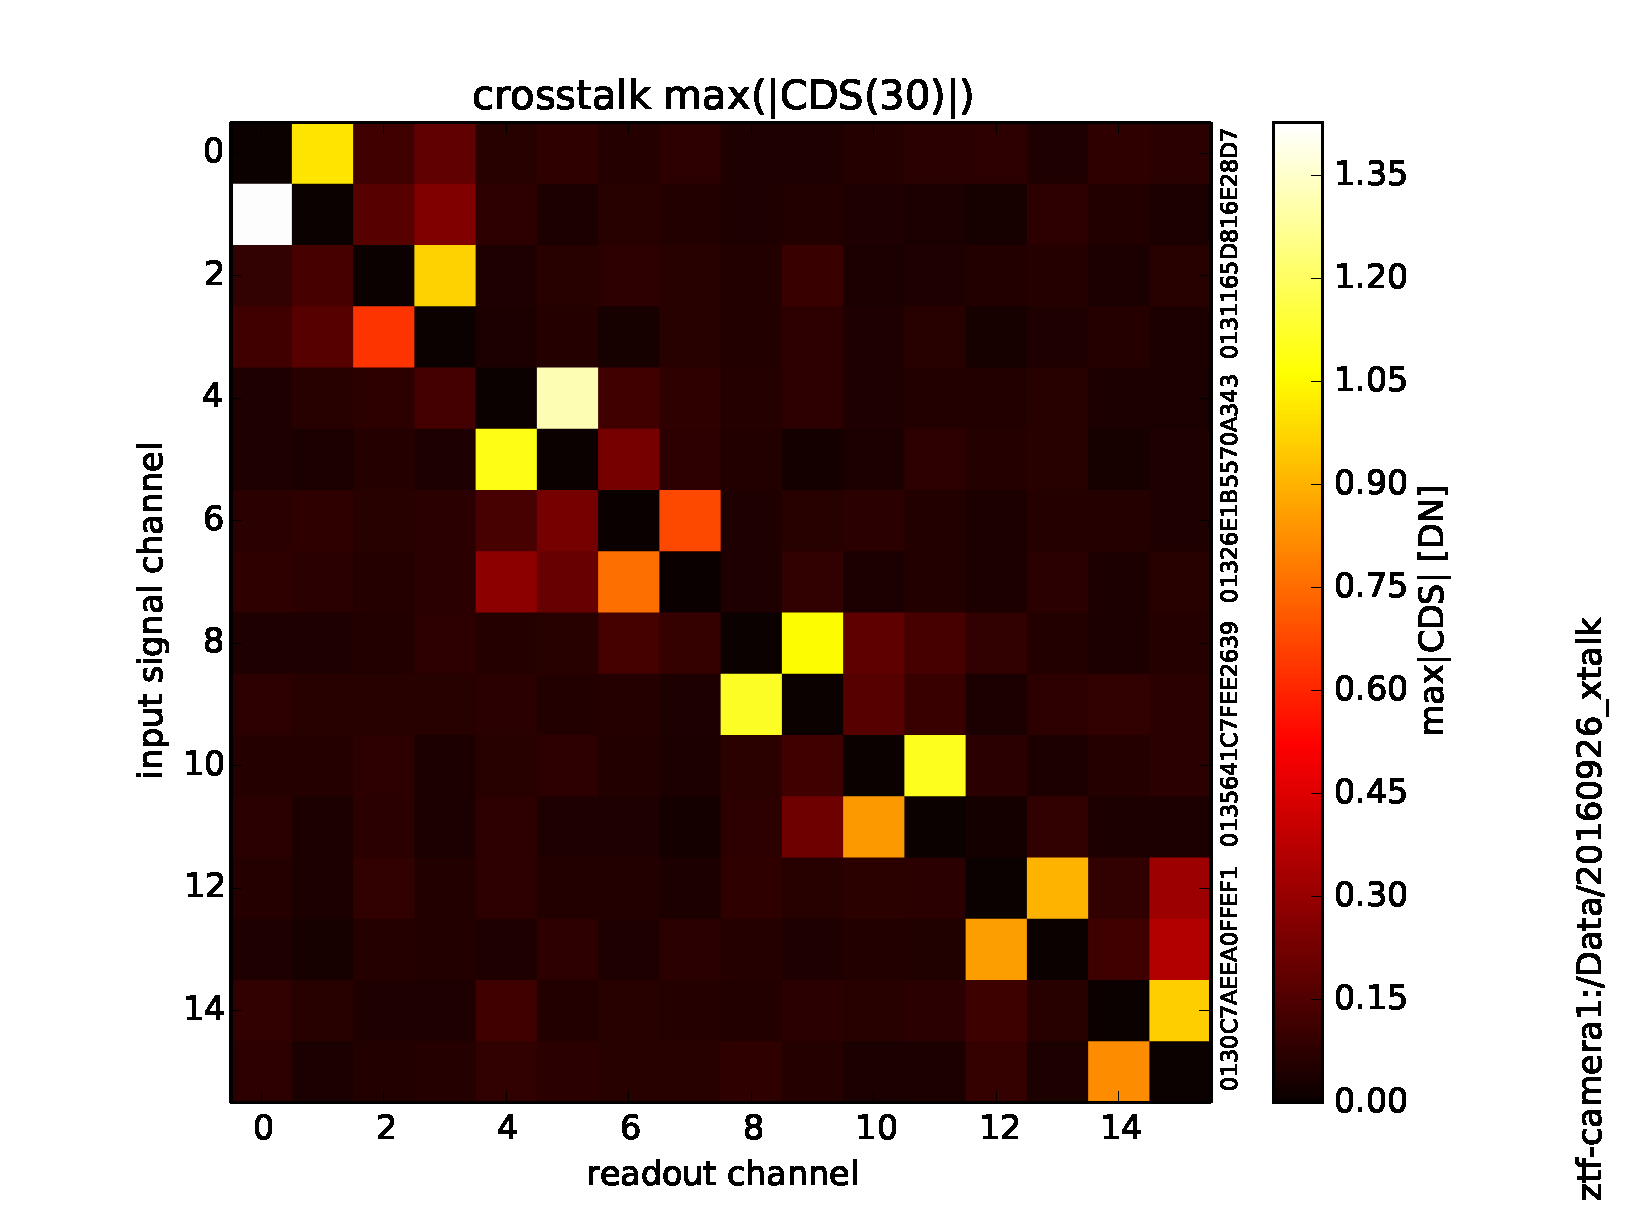 crosstalk max(|CDS(30)|)
input signal channel
0
2
4
6
8
10
12
14
0 2 4 6 8 10 12 14
readout channel
0131165D816E28D7
01326E1B5570A343
0135641C7FEE2639
0130C7AEEA0FFEF1
1.35
1.20
1.05
0.90
0.75
0.60
0.45
0.30
0.15
0.00
max|CDS| [DN]
ztf-camera1:/Data/20160926_xtalk